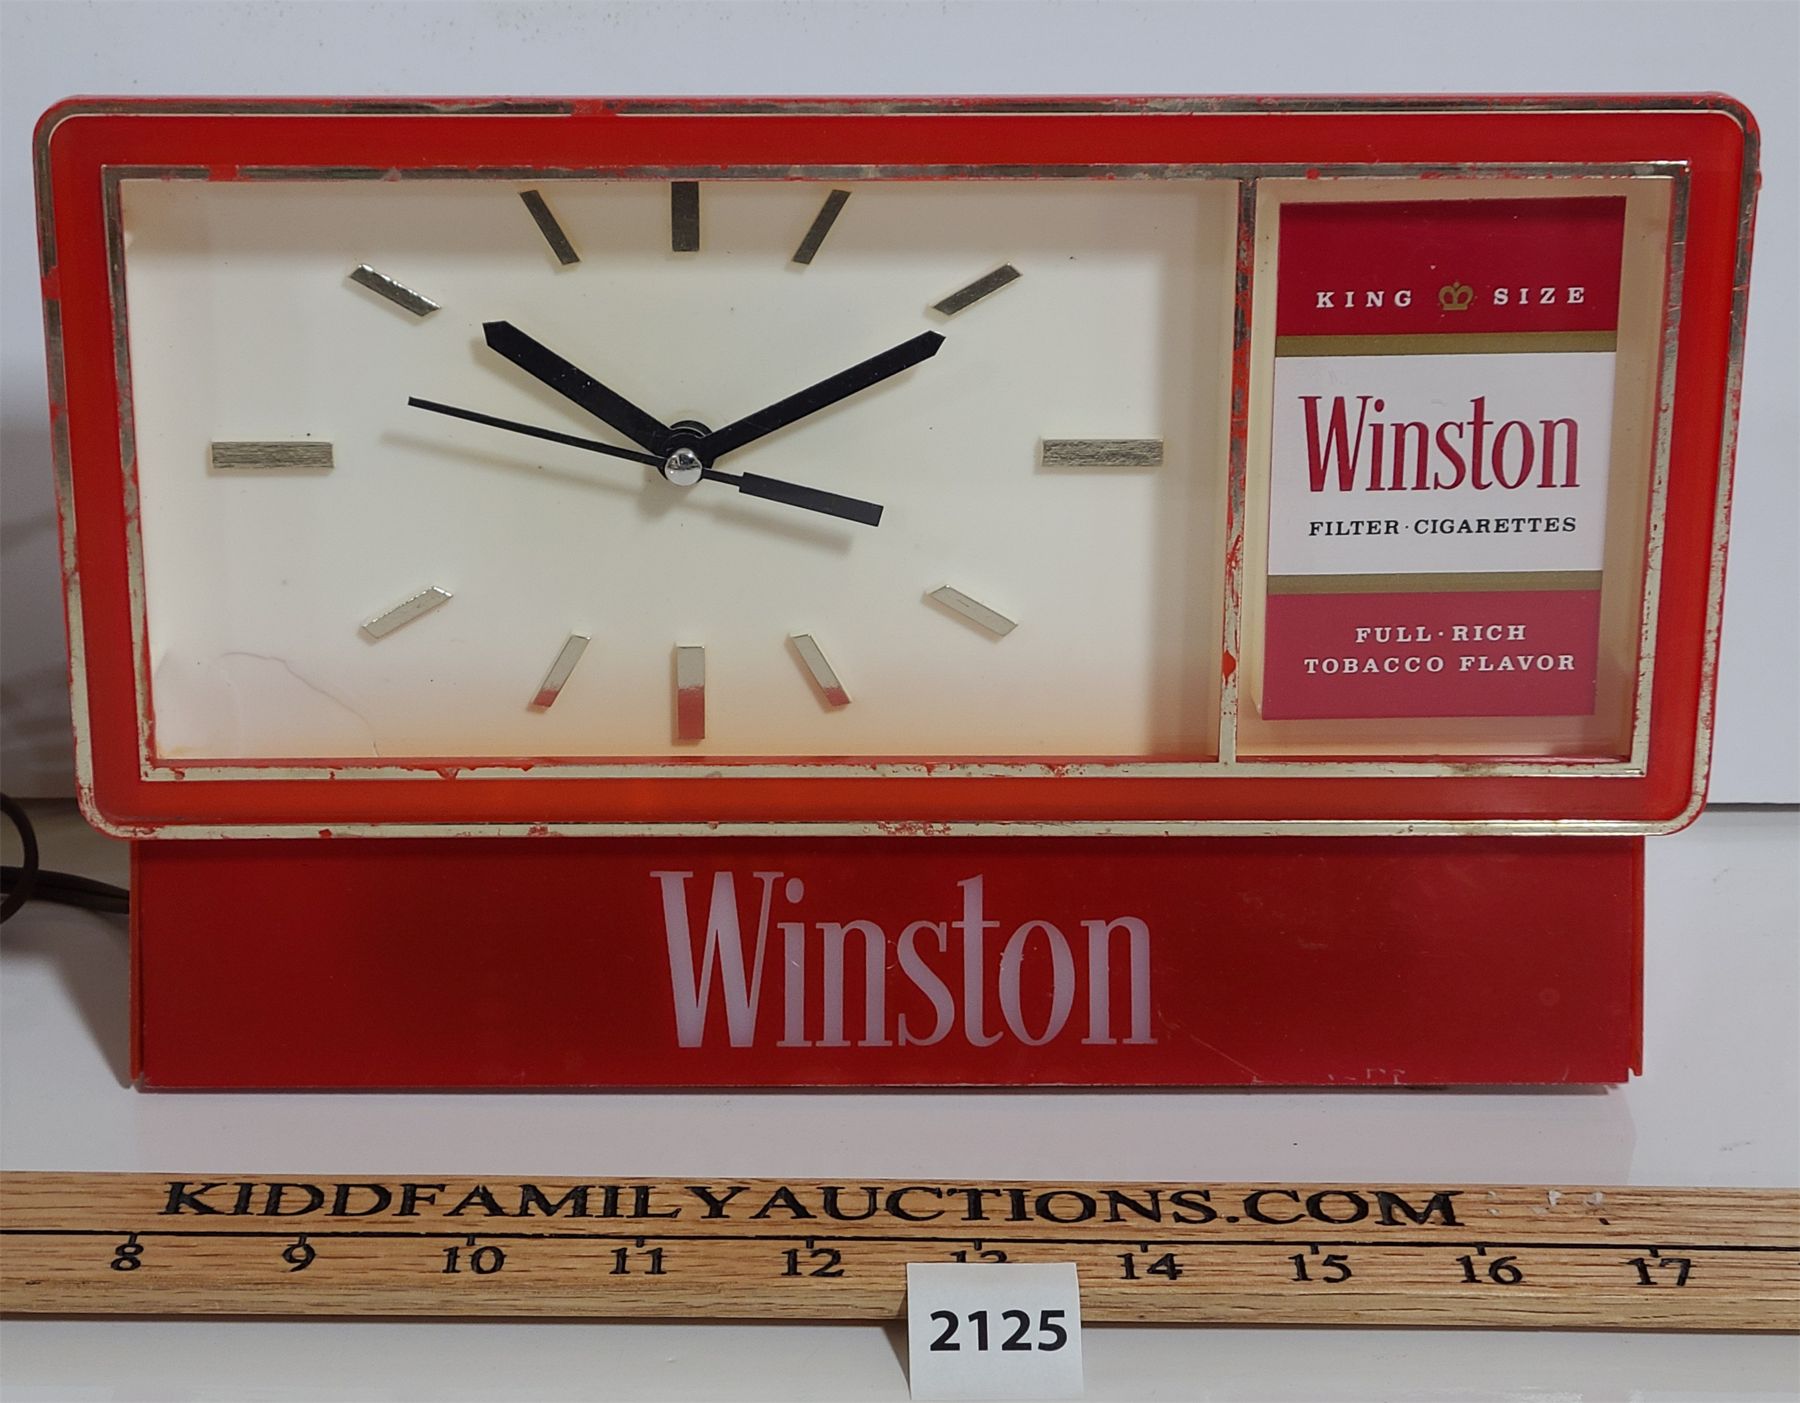 KING SIZE
Winston
FILTER·CIGARETTES
FULL·RICH
TOBACCO FLAVOR
Winston
KIDDFAMILYAUCTIONS.COM
8 9 10 11 12 13 14 15 16 17
2125